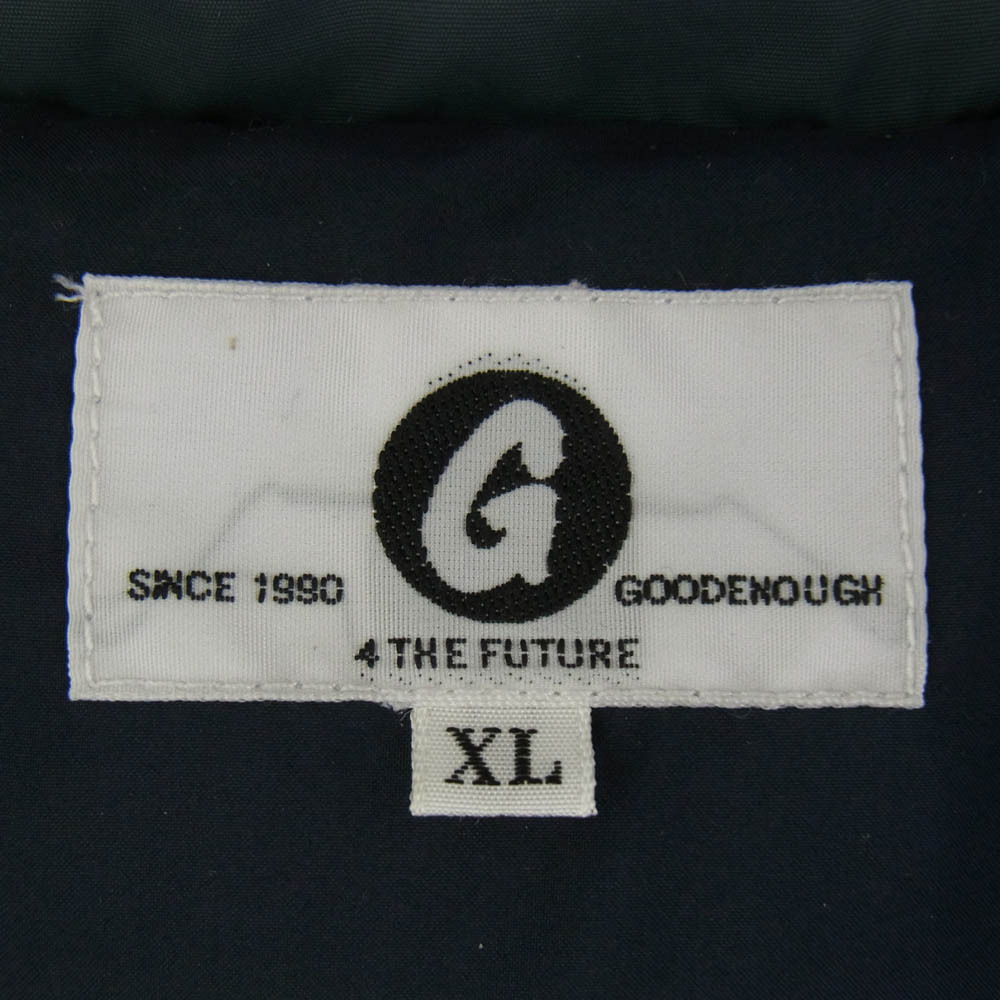 G
SINCE 1990 GOODENOUGH
4 THE FUTURE
XL